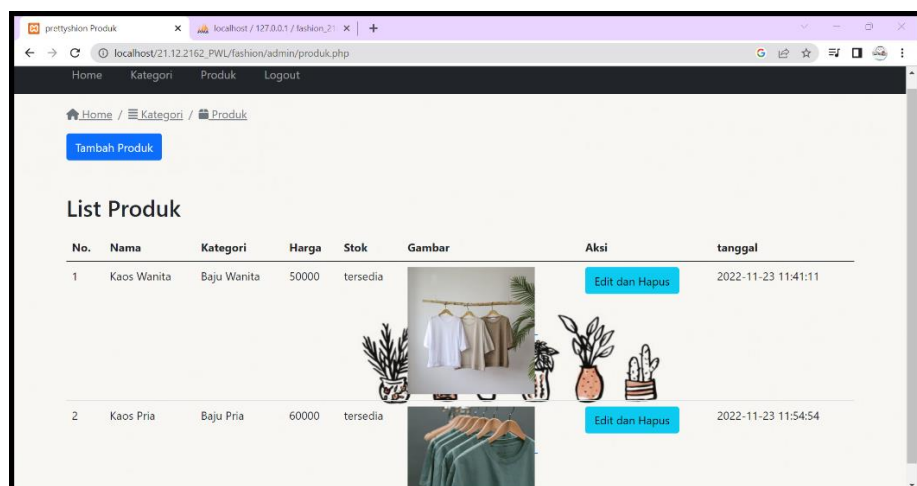 prettyshion Produk
localhost / 127.0.0.1 / fashion_21
localhost/21.12.2162_PWL/fashion/admin/produk.php
Home Kategori Produk Logout
Home / Kategori / Produk
Tambah Produk
List Produk
No. Nama Kategori Harga Stok Gambar Aksi tanggal
1 Kaos Wanita Baju Wanita 50000 tersedia Edit dan Hapus 2022-11-23 11:41:11
2 Kaos Pria Baju Pria 60000 tersedia Edit dan Hapus 2022-11-23 11:54:54